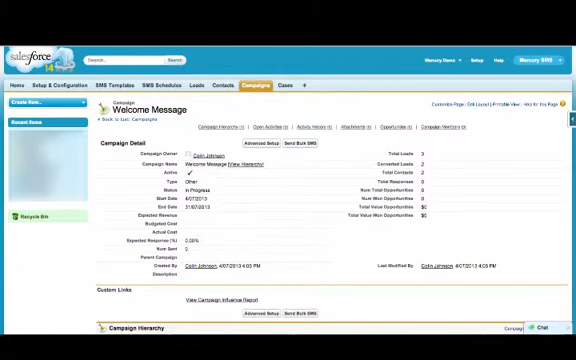 salesforce
14
Search...
Search
Mercury Demo
Setup
Help
Mercury SMS
Home
Setup & Configuration
SMS Templates
SMS Schedules
Leads
Contacts
Campaigns
Cases
+
Create New...
Recent Items
Recycle Bin
Campaign
Welcome Message
Customize Page | Edit Layout | Printable View | Help for this Page
« Back to List: Campaigns
Campaign Hierarchy [1] | Open Activities [0] | Activity History [0] | Attachments [0] | Opportunities [0] | Campaign Members [5]
Campaign Detail
Advanced Setup
Send Bulk SMS
Campaign Owner Colin Johnson
Total Leads 3
Campaign Name Welcome Message [View Hierarchy]
Converted Leads 2
Active
Total Contacts 2
Type Other
Total Responses 0
Status In Progress
Num Total Opportunities 0
Start Date 4/07/2013
Num Won Opportunities 0
End Date 31/07/2013
Total Value Opportunities $0
Expected Revenue
Total Value Won Opportunities $0
Budgeted Cost
Actual Cost
Expected Response (%) 0.00%
Num Sent 0
Parent Campaign
Created By Colin Johnson, 4/07/2013 4:05 PM
Last Modified By Colin Johnson, 4/07/2013 4:05 PM
Description
Custom Links
View Campaign Influence Report
Advanced Setup
Send Bulk SMS
Campaign Hierarchy
Chat